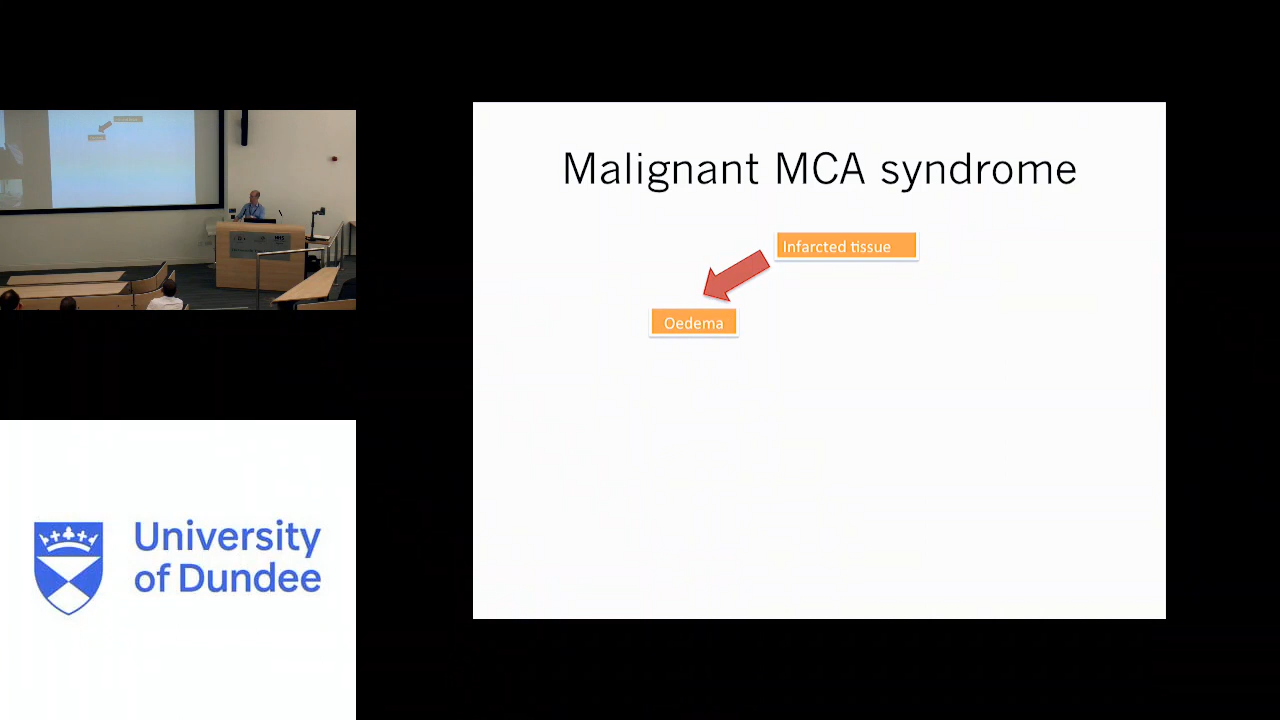 Malignant MCA syndrome
Infarcted tissue
Oedema
University
of Dundee